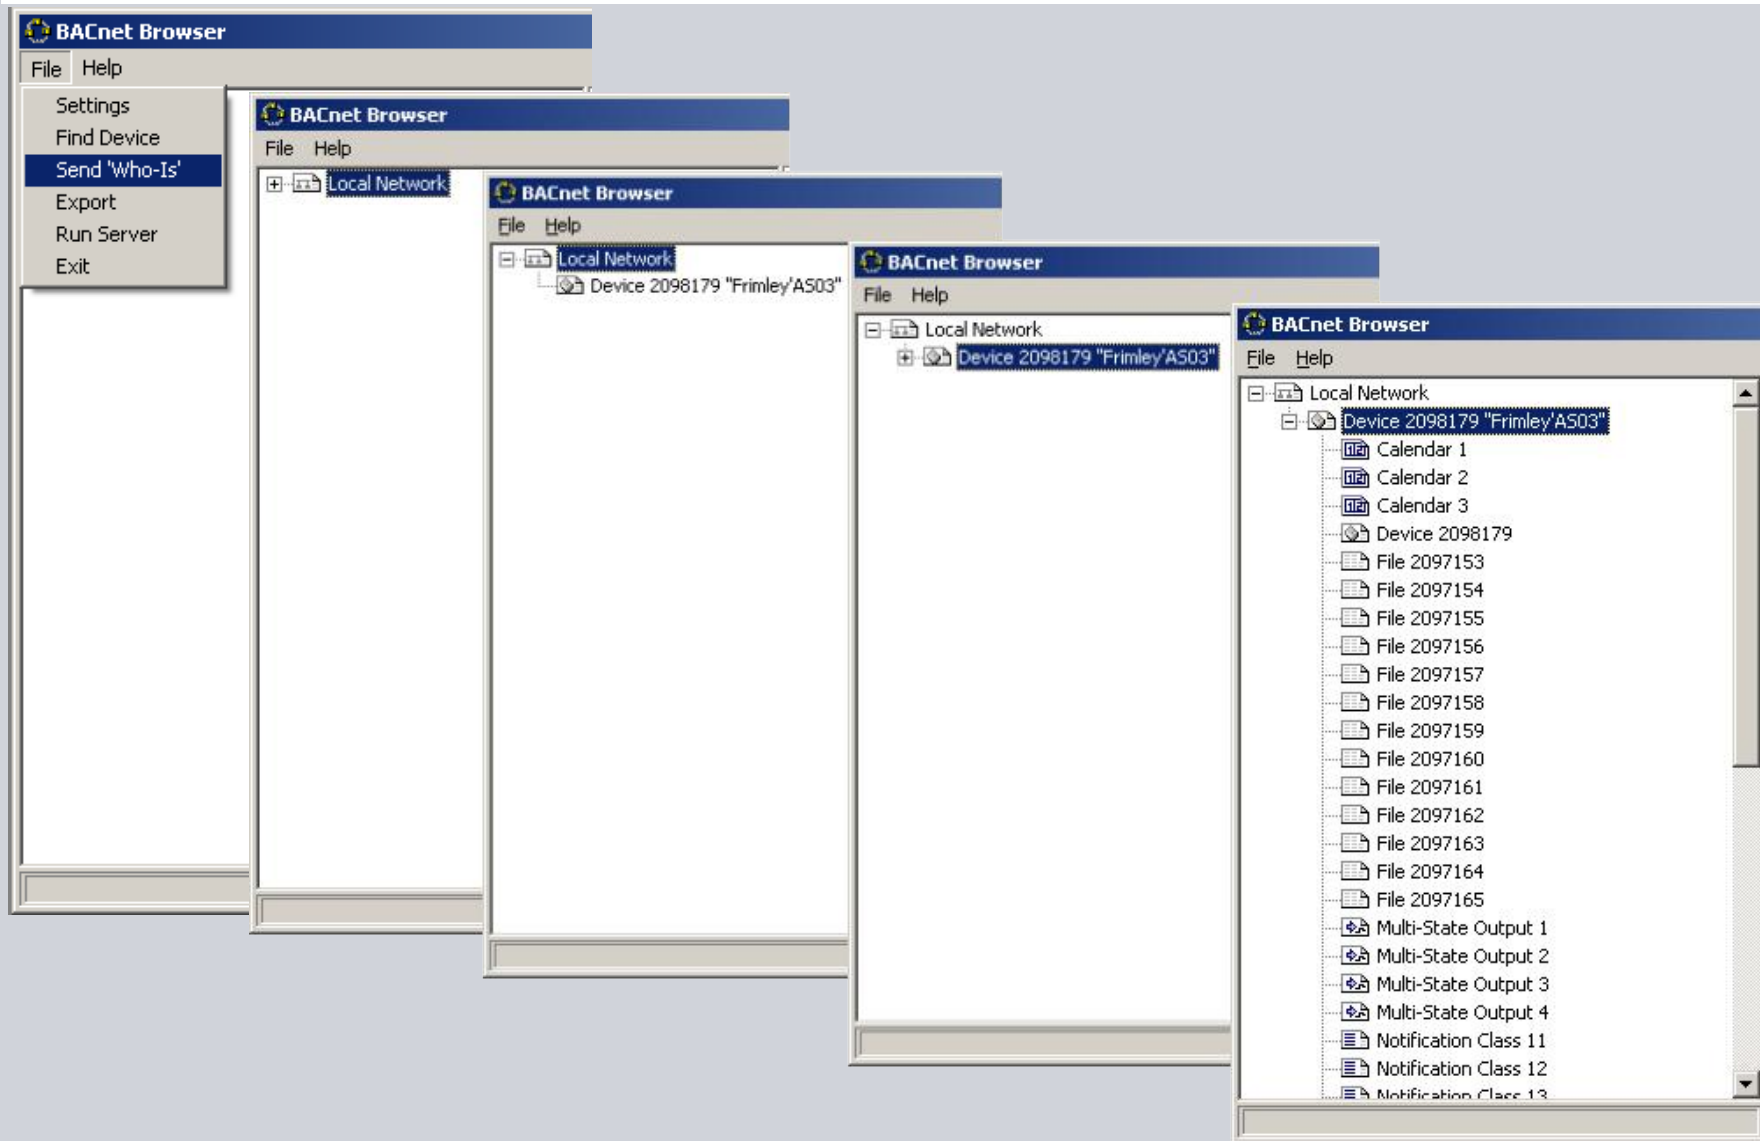 BACnet Browser
File Help
Settings
Find Device
Send 'Who-Is'
Export
Run Server
Exit
BACnet Browser
File Help
Local Network
BACnet Browser
File Help
Local Network
Device 2098179 "Frimley'AS03"
BACnet Browser
File Help
Local Network
Device 2098179 "Frimley'AS03"
BACnet Browser
File Help
Local Network
Device 2098179 "Frimley'AS03"
Calendar 1
Calendar 2
Calendar 3
Device 2098179
File 2097153
File 2097154
File 2097155
File 2097156
File 2097157
File 2097158
File 2097159
File 2097160
File 2097161
File 2097162
File 2097163
File 2097164
File 2097165
Multi-State Output 1
Multi-State Output 2
Multi-State Output 3
Multi-State Output 4
Notification Class 11
Notification Class 12
Notification Class 13